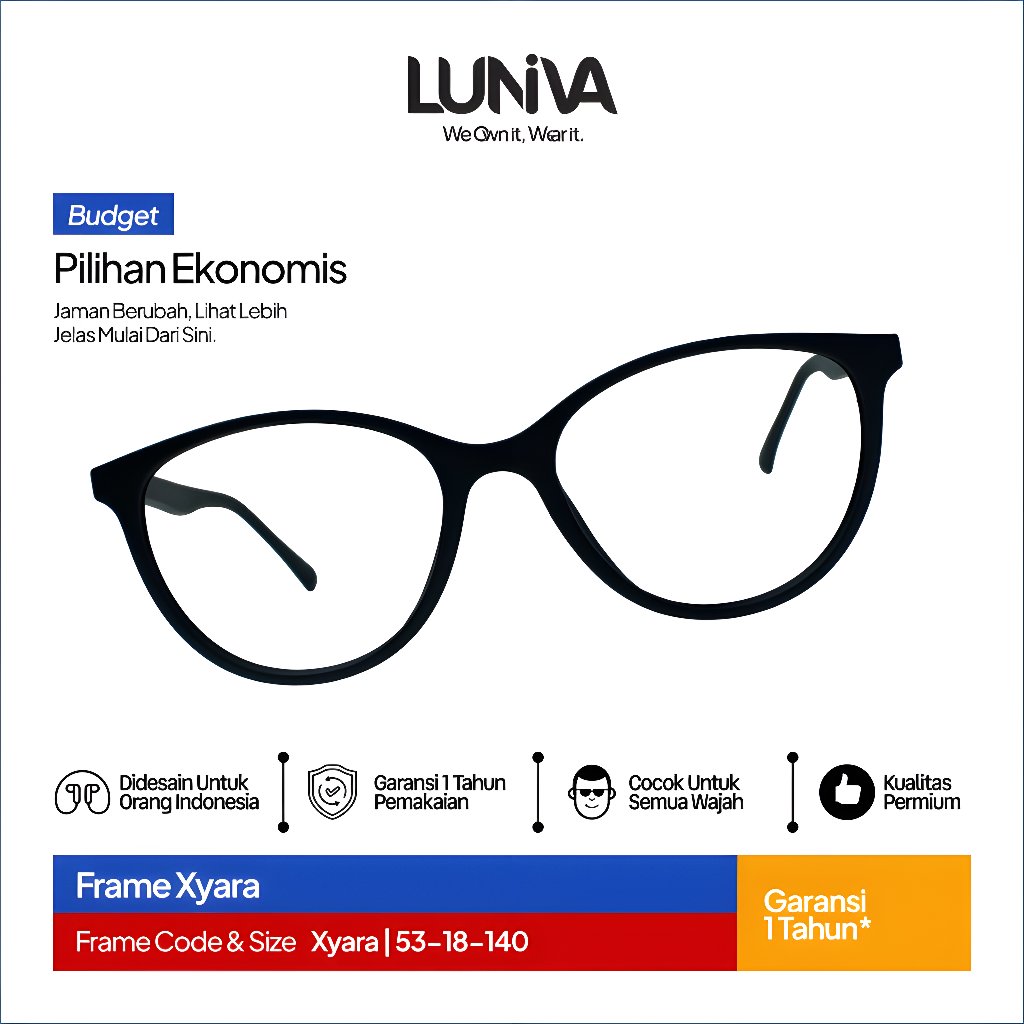 LUNiVA
We Own it, Wear it.
Budget
Pilihan Ekonomis
Jaman Berubah, Lihat Lebih
Jelas Mulai Dari Sini.
Didesain Untuk
Orang Indonesia
Garansi 1 Tahun
Pemakaian
Cocok Untuk
Semua Wajah
Kualitas
Permium
Frame Xyara
Frame Code & Size Xyara | 53-18-140
Garansi
1 Tahun*